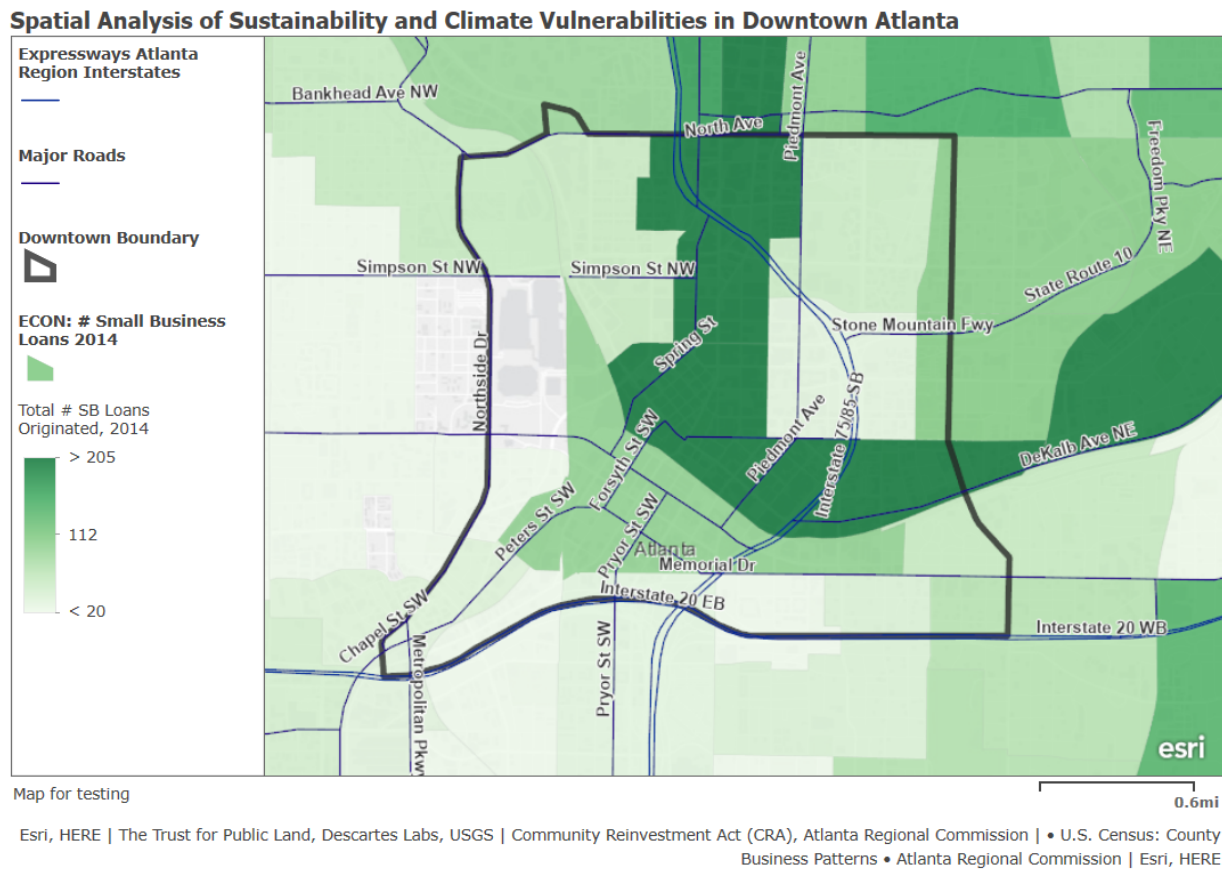 Spatial Analysis of Sustainability and Climate Vulnerabilities in Downtown Atlanta
Expressways Atlanta
Region Interstates
Major Roads
Downtown Boundary
ECON: # Small Business
Loans 2014
Total # SB Loans
Originated, 2014
> 205
112
< 20
Bankhead Ave NW
North Ave
Piedmont Ave
Freedom Pky NE
Simpson St NW
Simpson St NW
State Route 10
Stone Mountain Fwy
Northside Dr
Spring St
Interstate 75/85 SB
Piedmont Ave
Forsyth St SW
DeKalb Ave NE
Peters St SW
Pryor St SW
Atlanta
Memorial Dr
Interstate 20 EB
Chapel St SW
Interstate 20 WB
Metropolitan Pkwy
Pryor St SW
esri
Map for testing
0.6mi
Esri, HERE | The Trust for Public Land, Descartes Labs, USGS | Community Reinvestment Act (CRA), Atlanta Regional Commission | • U.S. Census: County
Business Patterns • Atlanta Regional Commission | Esri, HERE